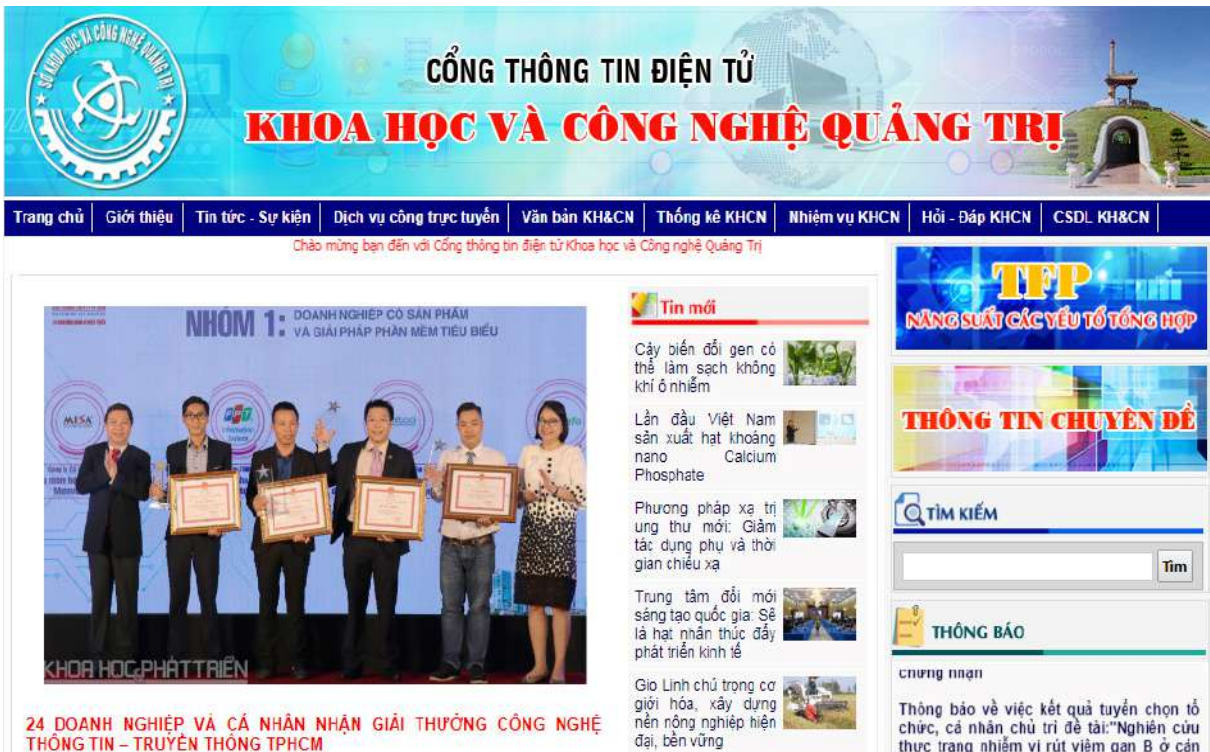 SỞ KHOA HỌC VÀ CÔNG NGHỆ QUẢNG TRỊ
CỔNG THÔNG TIN ĐIỆN TỬ
KHOA HỌC VÀ CÔNG NGHỆ QUẢNG TRỊ
Trang chủ
Giới thiệu
Tin tức - Sự kiện
Dịch vụ công trực tuyến
Văn bản KH&CN
Thống kê KHCN
Nhiệm vụ KHCN
Hỏi - Đáp KHCN
CSDL KH&CN
Chào mừng bạn đến với Cổng thông tin điện tử Khoa học và Công nghệ Quảng Trị
NHÓM 1: DOANH NGHIỆP CÓ SẢN PHẨM
VÀ GIẢI PHÁP PHẦN MỀM TIÊU BIỂU
MISA
FPT
Information
System
KHOA HỌC&PHÁT TRIỂN
24 DOANH NGHIỆP VÀ CÁ NHÂN NHẬN GIẢI THƯỞNG CÔNG NGHỆ
THÔNG TIN – TRUYỀN THÔNG TPHCM
Tin mới
Cây biến đổi gen có
thể làm sạch không
khí ô nhiễm
Lần đầu Việt Nam
sản xuất hạt khoáng
nano Calcium
Phosphate
Phương pháp xạ trị
ung thư mới: Giảm
tác dụng phụ và thời
gian chiếu xạ
Trung tâm đổi mới
sáng tạo quốc gia: Sẽ
là hạt nhân thúc đẩy
phát triển kinh tế
Gio Linh chú trọng cơ
giới hóa, xây dựng
nền nông nghiệp hiện
đại, bền vững
TFP
NĂNG SUẤT CÁC YẾU TỐ TỔNG HỢP
THÔNG TIN CHUYÊN ĐỀ
TÌM KIẾM
Tìm
THÔNG BÁO
chứng nhận
Thông báo về việc kết quả tuyển chọn tổ
chức, cá nhân chủ trì đề tài:"Nghiên cứu
thực trạng nhiễm vi rút viêm gan B ở cán